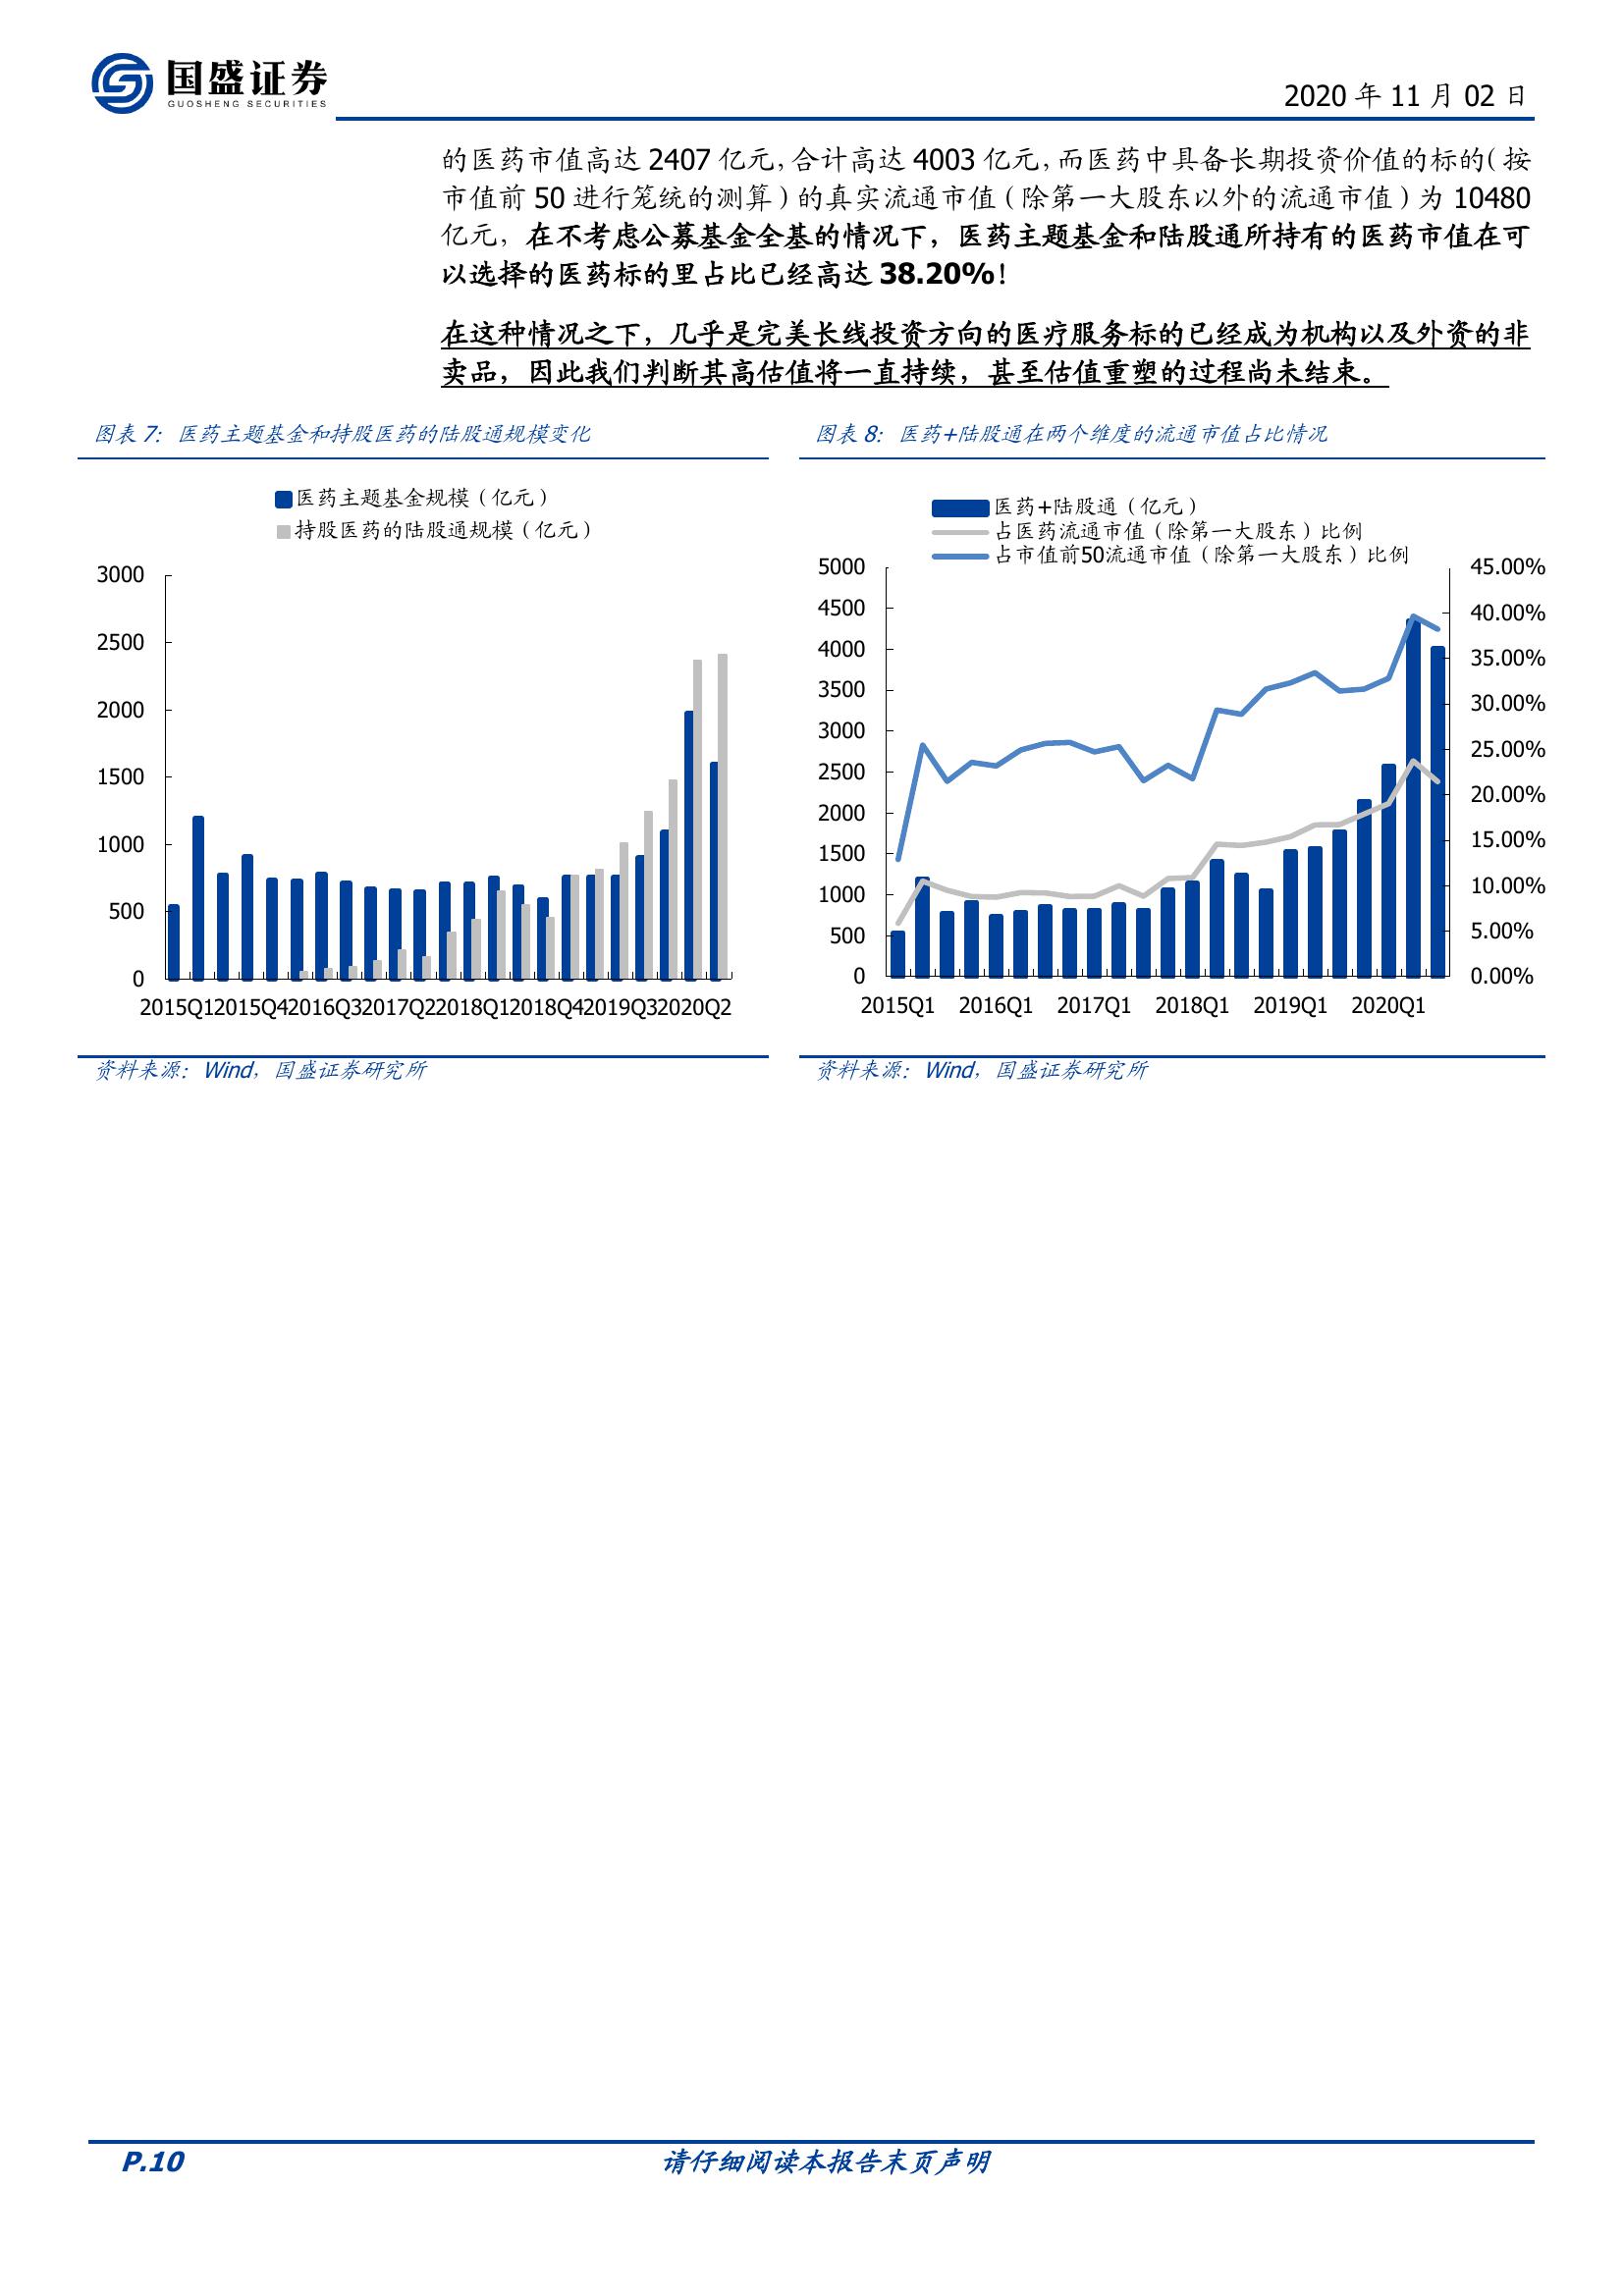 国盛证券
GUOSHENG SECURITIES
2020 年 11 月 02 日
的医药市值高达 2407 亿元，合计高达 4003 亿元，而医药中具备长期投资价值的标的（按
市值前 50 进行笼统的测算）的真实流通市值（除第一大股东以外的流通市值）为 10480
亿元，在不考虑公募基金全基的情况下，医药主题基金和陆股通所持有的医药市值在可
以选择的医药标的里占比已经高达 38.20%！
在这种情况之下，几乎是完美长线投资方向的医疗服务标的已经成为机构以及外资的非
卖品，因此我们判断其高估值将一直持续，甚至估值重塑的过程尚未结束。
图表 7：医药主题基金和持股医药的陆股通规模变化
医药主题基金规模（亿元）
持股医药的陆股通规模（亿元）
3000
2500
2000
1500
1000
500
0
2015Q1 2015Q4 2016Q3 2017Q2 2018Q1 2018Q4 2019Q3 2020Q2
资料来源：Wind，国盛证券研究所
图表 8：医药+陆股通在两个维度的流通市值占比情况
医药+陆股通（亿元）
占医药流通市值（除第一大股东）比例
占市值前50流通市值（除第一大股东）比例
5000 45.00%
4500 40.00%
4000 35.00%
3500 30.00%
3000 25.00%
2500 20.00%
2000 15.00%
1500 10.00%
1000 5.00%
500 0.00%
0
2015Q1 2016Q1 2017Q1 2018Q1 2019Q1 2020Q1
资料来源：Wind，国盛证券研究所
P.10 请仔细阅读本报告末页声明